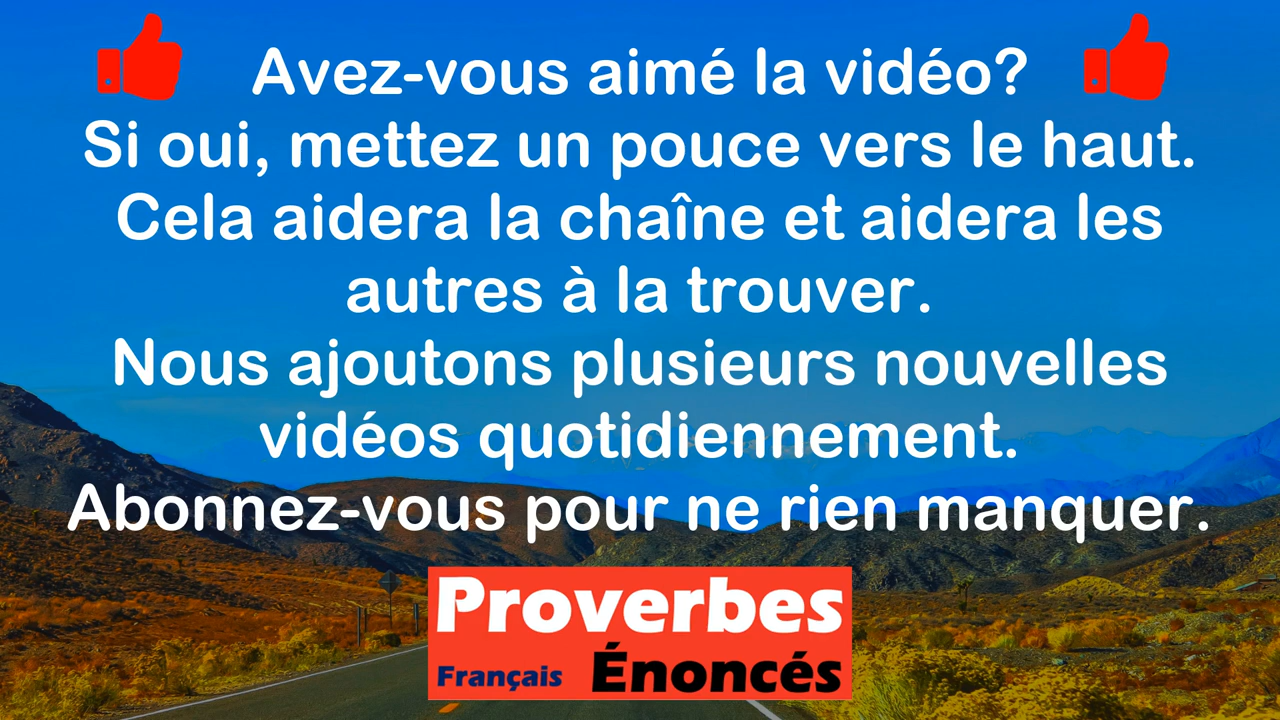 Avez-vous aimé la vidéo?
Si oui, mettez un pouce vers le haut.
Cela aidera la chaîne et aidera les
autres à la trouver.
Nous ajoutons plusieurs nouvelles
vidéos quotidiennement.
Abonnez-vous pour ne rien manquer.
Proverbes
Français Énoncés